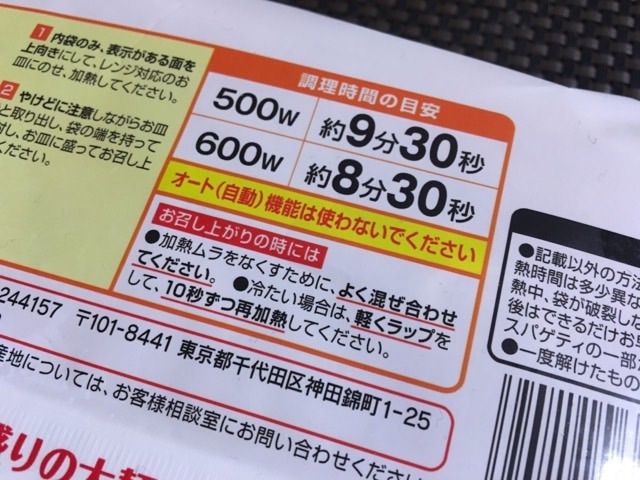 1 内袋のみ、表示がある面を
上向きにして、レンジ対応のお
皿にのせ、加熱してください。
2 やけどに注意しながらお皿
と取り出し、袋の端を持って
対し、お皿に盛ってお召し上
ください。
調理時間の目安
500W 約9分30秒
600W 約8分30秒
オート(自動)機能は使わないでください
お召し上がりの時には
●加熱ムラをなくすために、よく混ぜ合わせ
てください。 ●冷たい場合は、軽くラップを
して、10秒ずつ再加熱してください。
244157 〒101-8441 東京都千代田区神田錦町1-25
産地については、お客様相談室にお問い合わせください
盛りの大
●記載以外の方
熱時間は多少異な
熱中、袋が破裂し
後はできるだけお
スパゲティの一部
●一度解けたもの